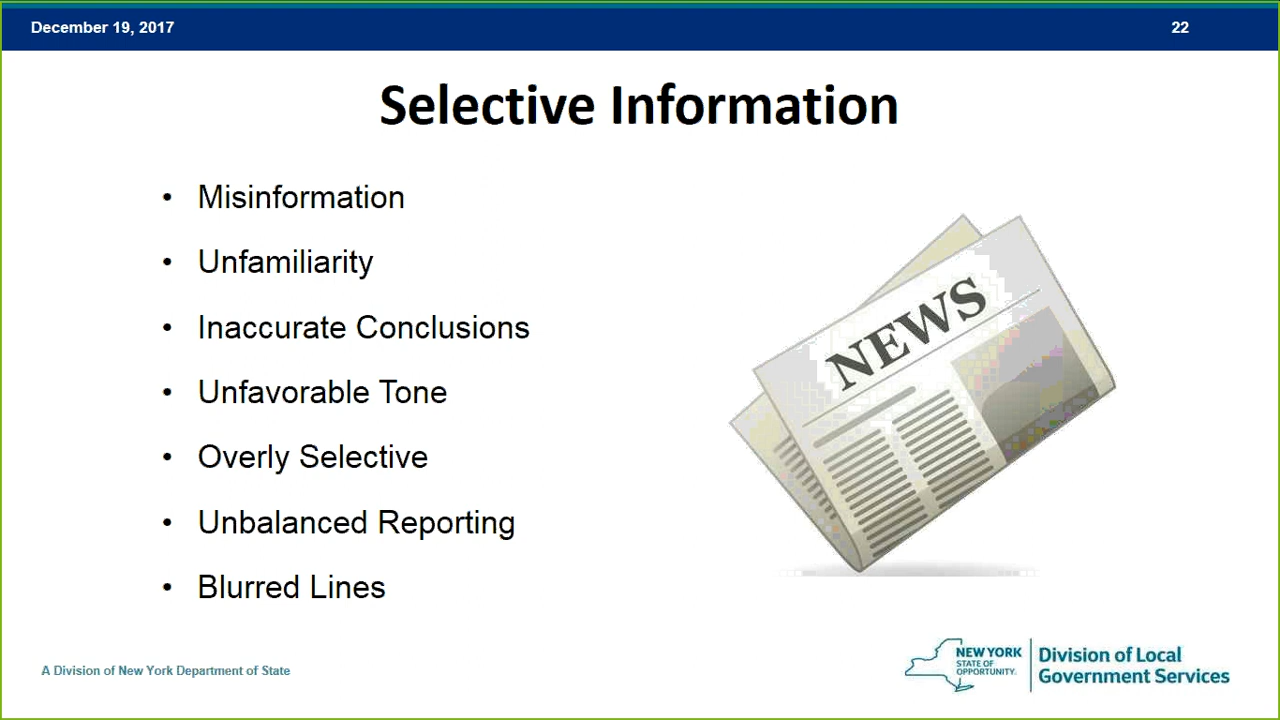 December 19, 2017
22
Selective Information
• Misinformation
• Unfamiliarity
• Inaccurate Conclusions
• Unfavorable Tone
• Overly Selective
• Unbalanced Reporting
• Blurred Lines
NEWS
A Division of New York Department of State
NEW YORK
STATE OF
OPPORTUNITY.
Division of Local
Government Services